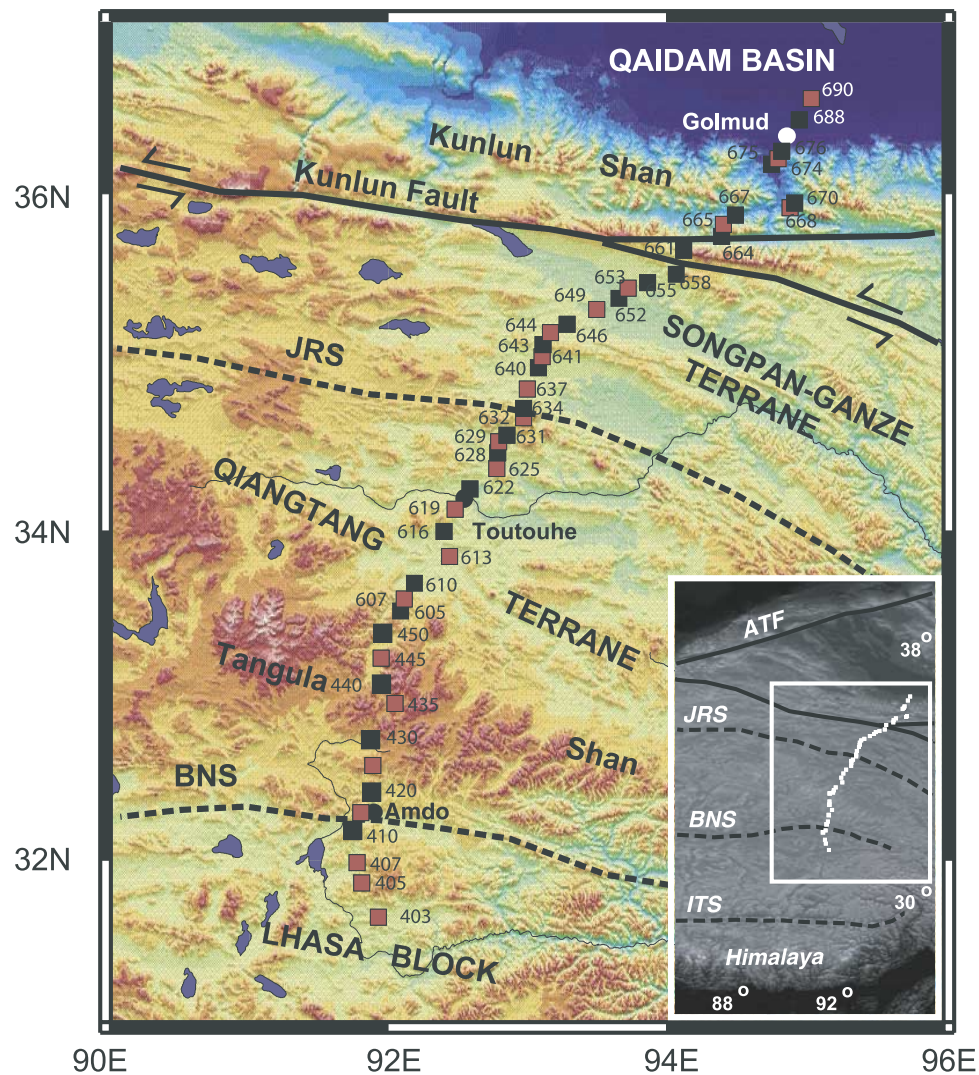 QAIDAM BASIN
690
688
Golmud
676
675
674
Kunlun
Shan
36N
Kunlun Fault
670
667
668
665
664
661
658
653
655
652
649
646
644
643
641
640
637
634
632
631
629
628
625
622
619
616
613
610
607
605
450
445
440
435
430
420
410
407
405
403
JRS
SONGPAN-GANZE
TERRANE
QIANGTANG
TERRANE
Toutouhe
34N
Tangula
Shan
BNS
Amdo
32N
LHASA BLOCK
ATF
38°
JRS
BNS
30°
ITS
Himalaya
88°
92°
90E
92E
94E
96E